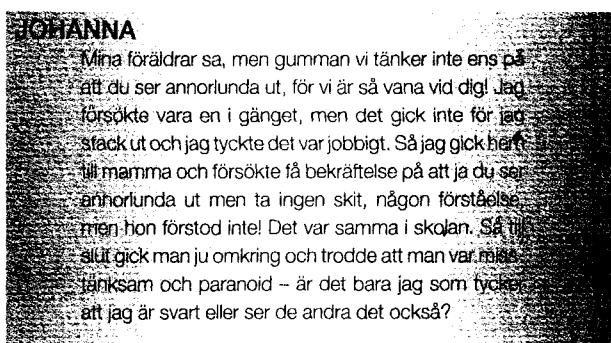 JOHANNA
Mina föräldrar sa, men gumman vi tänker inte ens på
att du ser annorlunda ut, för vi är så vana vid dig! Jag
försökte vara en i gänget, men det gick inte för jag
stack ut och jag tyckte det var jobbigt. Så jag gick hem
till mamma och försökte få bekräftelse på att ja du ser
annorlunda ut men ta ingen skit, någon förståelse,
men hon förstod inte! Det var samma i skolan. Så till
slut gick man ju omkring och trodde att man var miss-
tänksam och paranoid – är det bara jag som tycker
att jag är svart eller ser de andra det också?